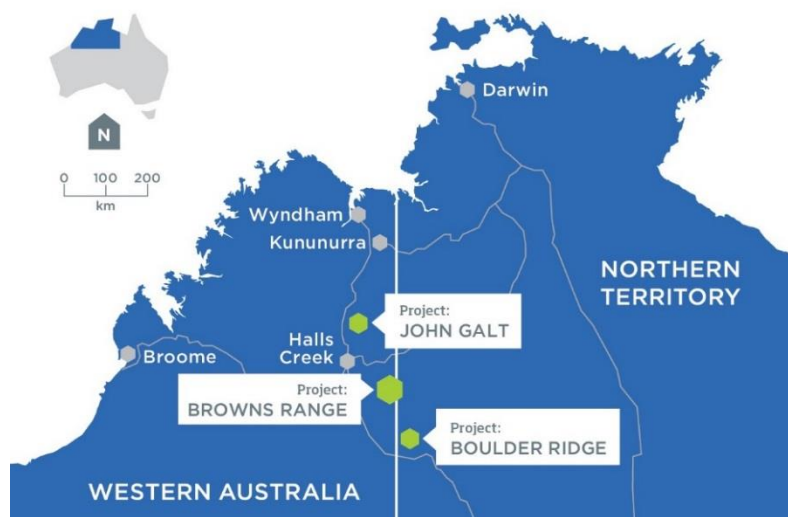 N
0 100 200
km
Darwin
Wyndham
Kununurra
NORTHERN
TERRITORY
Project:
JOHN GALT
Halls
Creek
Broome
Project:
BROWNS RANGE
Project:
BOULDER RIDGE
WESTERN AUSTRALIA